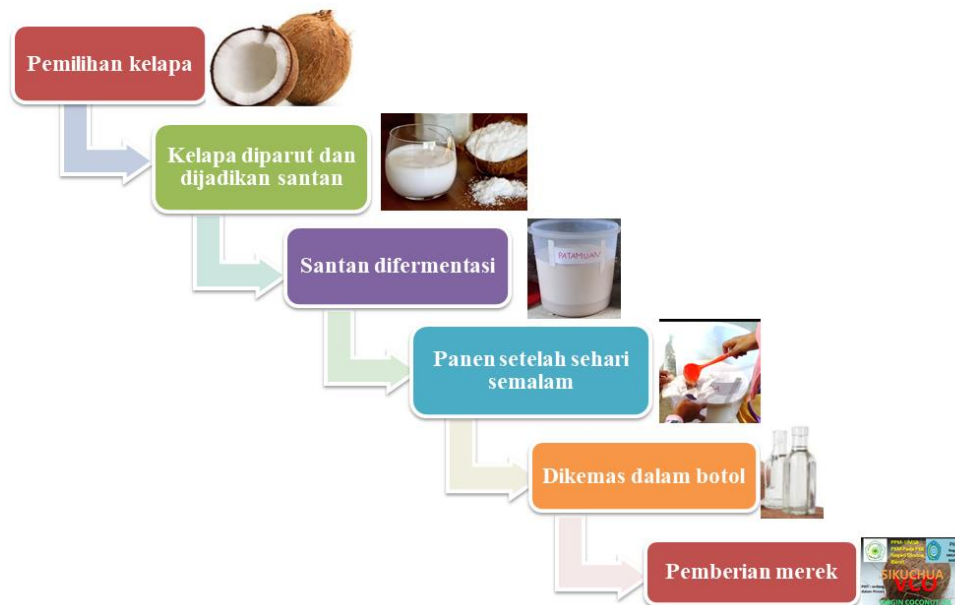 Pemilihan kelapa
Kelapa diparut dan
dijadikan santan
Santan difermentasi
PATAMUAN
Panen setelah sehari
semalam
Dikemas dalam botol
Pemberian merek
SIKUCHUA
VCO